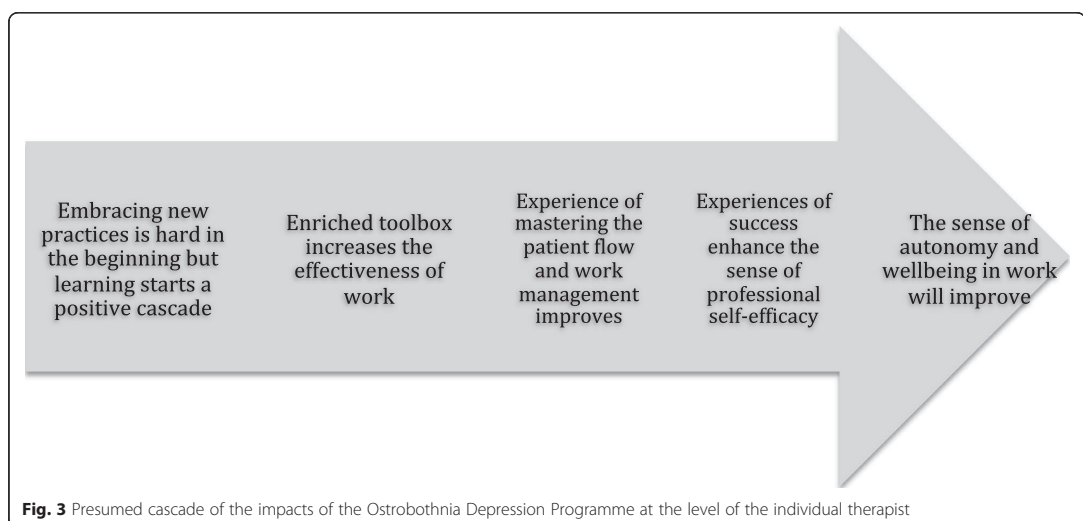 Embracing new
practices is hard in
the beginning but
learning starts a
positive cascade
Enriched toolbox
increases the
effectiveness of
work
Experience of
mastering the
patient flow
and work
management
improves
Experiences of
success
enhance the
sense of
professional
self-efficacy
The sense of
autonomy and
wellbeing in work
will improve
Fig. 3 Presumed cascade of the impacts of the Ostrobothnia Depression Programme at the level of the individual therapist